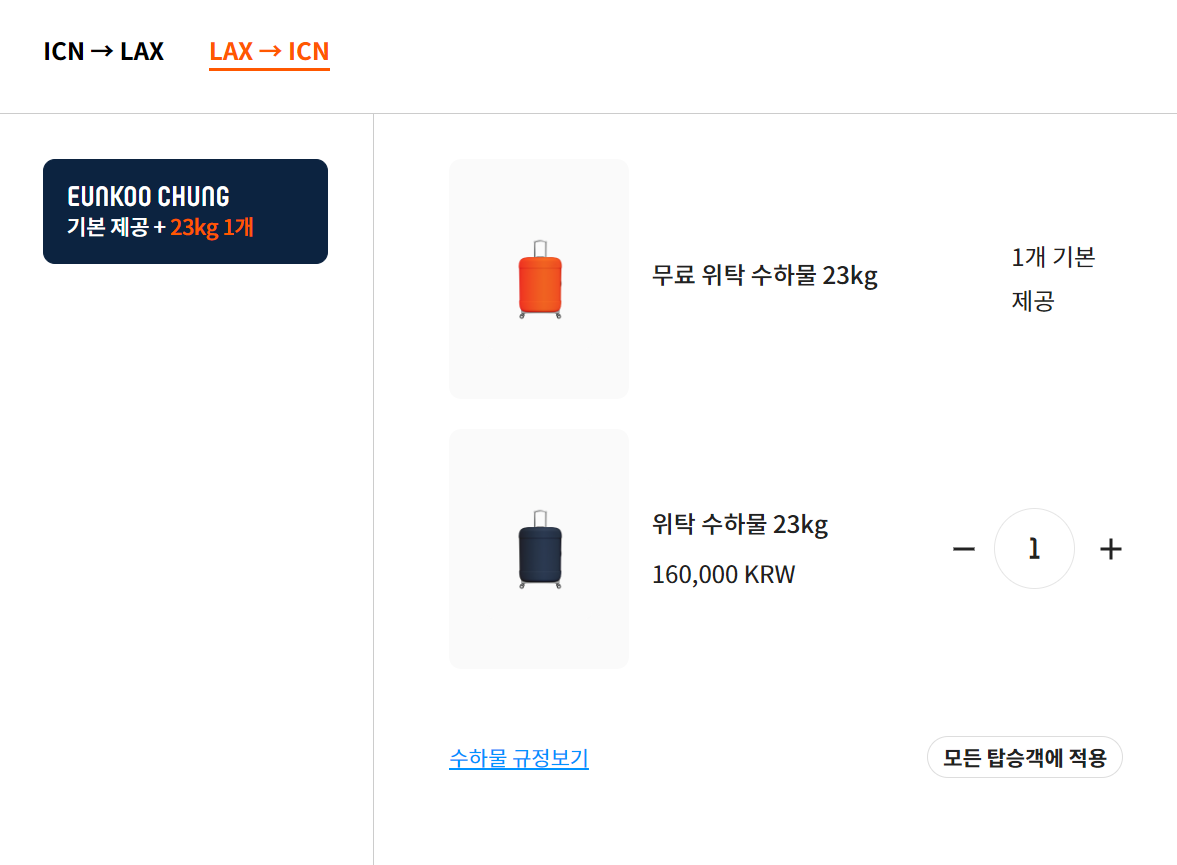 ICN → LAX LAX → ICN
EUNKOO CHUNG
기본 제공 + 23kg 1개
무료 위탁 수하물 23kg
1개 기본
제공
위탁 수하물 23kg
160,000 KRW
− 1 +
수하물 규정보기
모든 탑승객에 적용